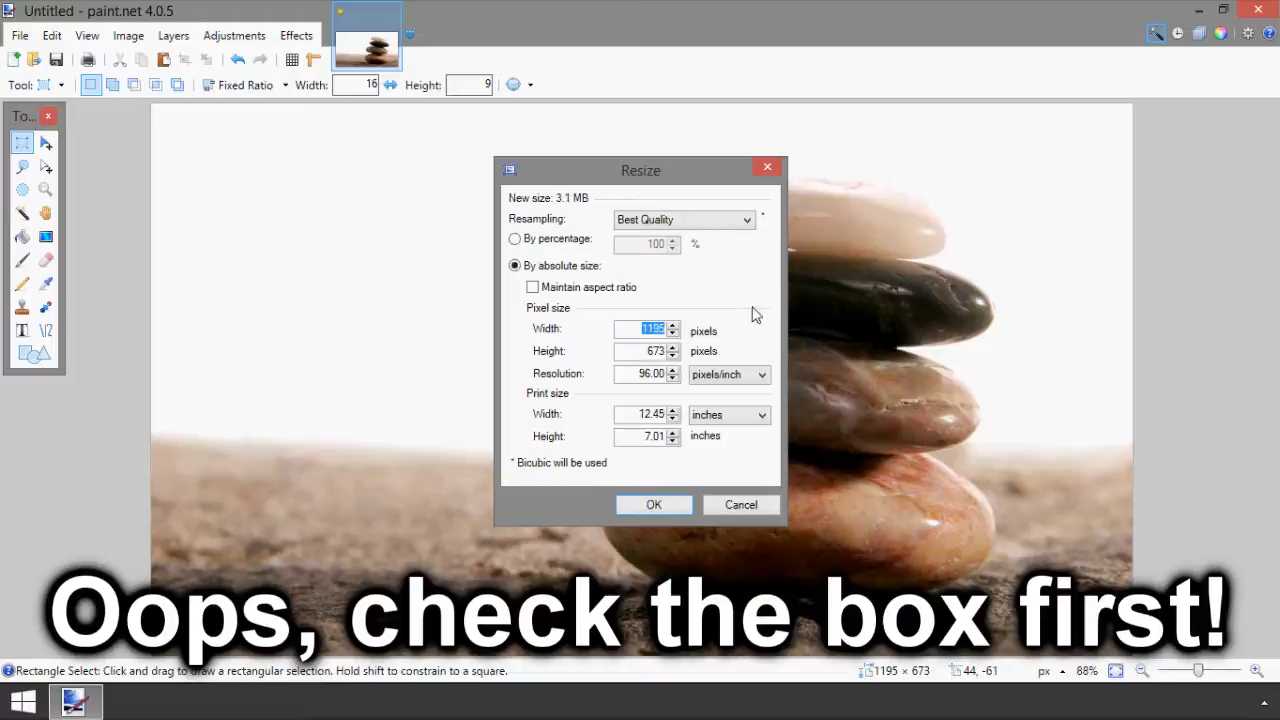 Untitled - paint.net 4.0.5
File Edit View Image Layers Adjustments Effects
Tool: Fixed Ratio Width: 16 Height: 9
To...
Resize
New size: 3.1 MB
Resampling: Best Quality *
By percentage: 100 %
By absolute size:
Maintain aspect ratio
Pixel size
Width: 1195 pixels
Height: 673 pixels
Resolution: 96.00 pixels/inch
Print size
Width: 12.45 inches
Height: 7.01 inches
* Bicubic will be used
OK Cancel
Oops, check the box first!
Rectangle Select: Click and drag to draw a rectangular selection. Hold shift to constrain to a square. 1195 × 673 44, -61 px 88%